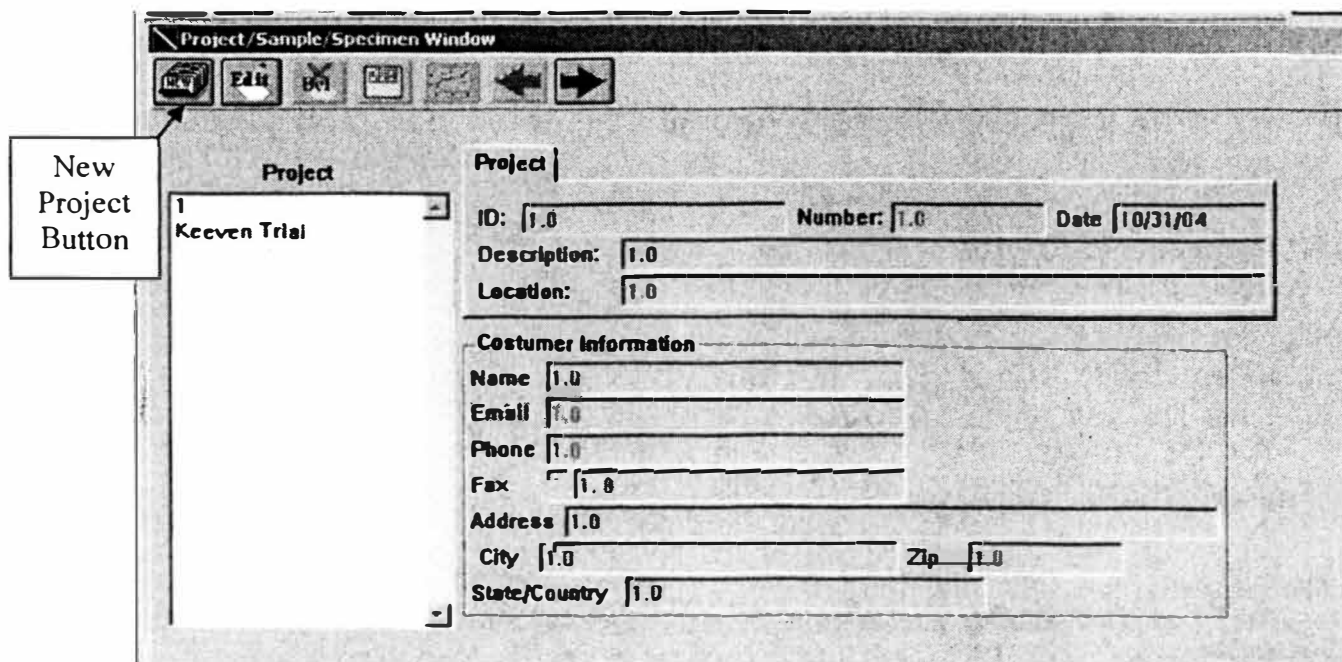 Project/Sample/Specimen Window
NEW Edit Del
New
Project
Button
Project
1
Keeven Trial
Project
ID: 1.0 Number: 1.0 Date 10/31/04
Description: 1.0
Location: 1.0
Costumer Information
Name 1.0
Email 1.0
Phone 1.0
Fax 1.0
Address 1.0
City 1.0 Zip 1.0
State/Country 1.0